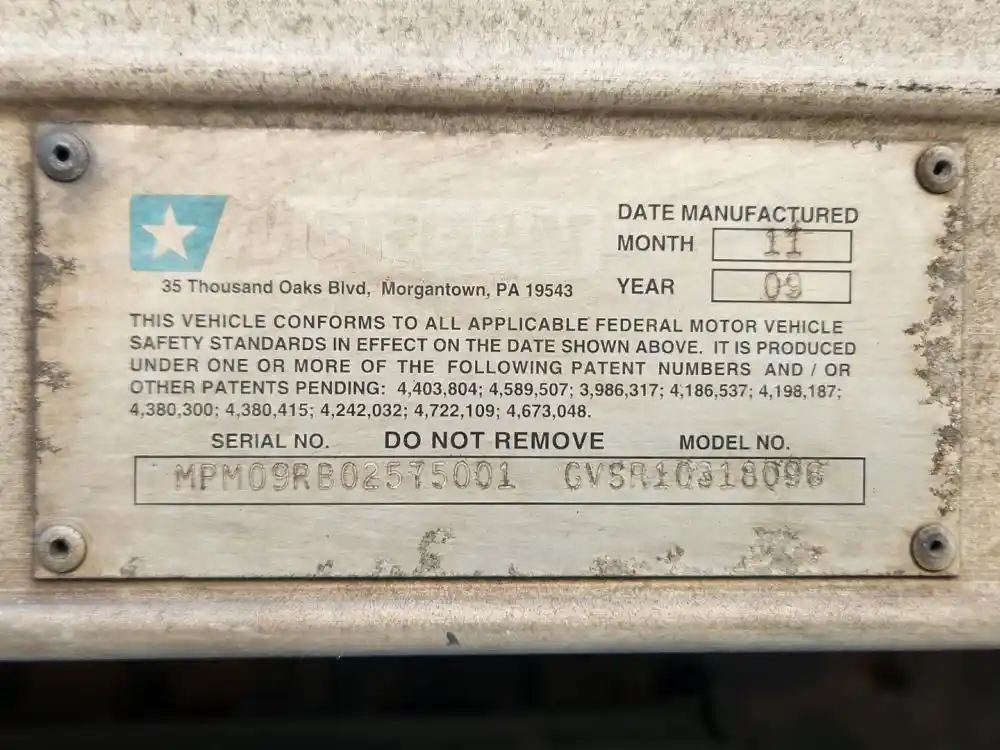 DATE MANUFACTURED
MONTH 11
35 Thousand Oaks Blvd, Morgantown, PA 19543
YEAR 09
THIS VEHICLE CONFORMS TO ALL APPLICABLE FEDERAL MOTOR VEHICLE
SAFETY STANDARDS IN EFFECT ON THE DATE SHOWN ABOVE. IT IS PRODUCED
UNDER ONE OR MORE OF THE FOLLOWING PATENT NUMBERS AND / OR
OTHER PATENTS PENDING: 4,403,804; 4,589,507; 3,986,317; 4,186,537; 4,198,187;
4,380,300; 4,380,415; 4,242,032; 4,722,109; 4,673,048.
SERIAL NO. DO NOT REMOVE MODEL NO.
MPM09RB02575001